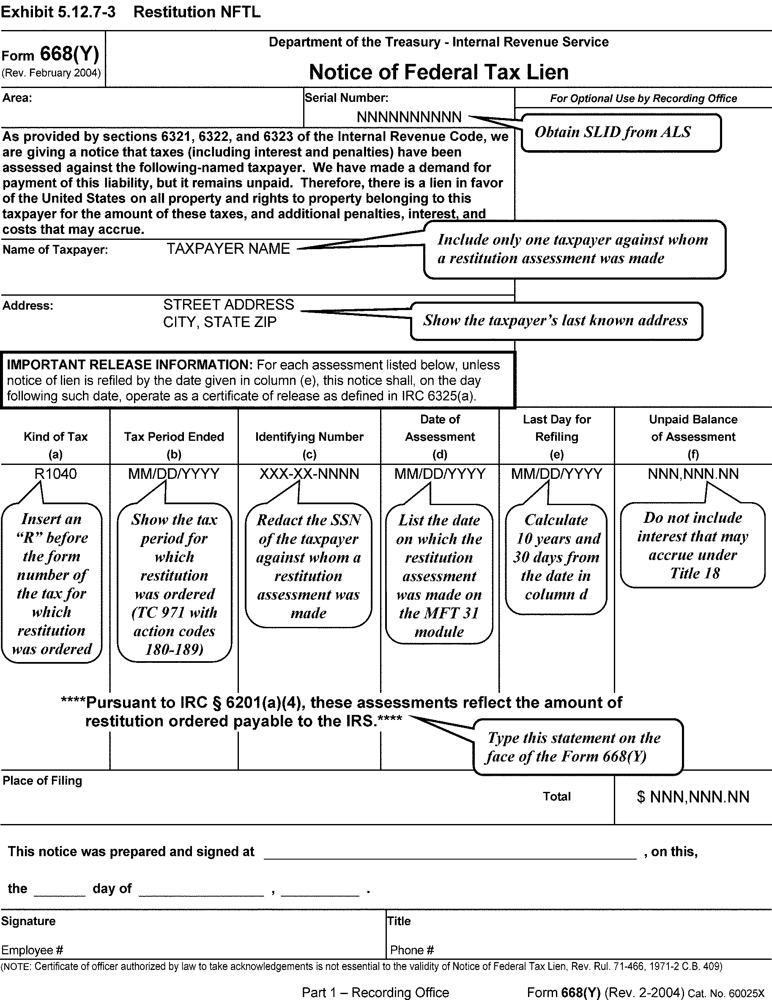 Exhibit 5.12.7-3 Restitution NFTL
Form 668(Y)
(Rev. February 2004)
Department of the Treasury - Internal Revenue Service
Notice of Federal Tax Lien
Area:
Serial Number:
NNNNNNNNNN
For Optional Use by Recording Office
Obtain SLID from ALS
As provided by sections 6321, 6322, and 6323 of the Internal Revenue Code, we
are giving a notice that taxes (including interest and penalties) have been
assessed against the following-named taxpayer. We have made a demand for
payment of this liability, but it remains unpaid. Therefore, there is a lien in favor
of the United States on all property and rights to property belonging to this
taxpayer for the amount of these taxes, and additional penalties, interest, and
costs that may accrue.
Name of Taxpayer: TAXPAYER NAME
Include only one taxpayer against whom
a restitution assessment was made
Address: STREET ADDRESS
CITY, STATE ZIP
Show the taxpayer's last known address
IMPORTANT RELEASE INFORMATION: For each assessment listed below, unless
notice of lien is refiled by the date given in column (e), this notice shall, on the day
following such date, operate as a certificate of release as defined in IRC 6325(a).
Kind of Tax
(a)
Tax Period Ended
(b)
Identifying Number
(c)
Date of
Assessment
(d)
Last Day for
Refiling
(e)
Unpaid Balance
of Assessment
(f)
R1040
MM/DD/YYYY
XXX-XX-NNNN
MM/DD/YYYY
MM/DD/YYYY
NNN,NNN.NN
Insert an
“R” before
the form
number of
the tax for
which
restitution
was ordered
Show the tax
period for
which
restitution
was ordered
(TC 971 with
action codes
180-189)
Redact the SSN
of the taxpayer
against whom a
restitution
assessment was
made
List the date
on which the
restitution
assessment
was made on
the MFT 31
module
Calculate
10 years and
30 days from
the date in
column d
Do not include
interest that may
accrue under
Title 18
****Pursuant to IRC § 6201(a)(4), these assessments reflect the amount of
restitution ordered payable to the IRS.****
Type this statement on the
face of the Form 668(Y)
Place of Filing
Total
$ NNN,NNN.NN
This notice was prepared and signed at ________________ , on this,
the ______ day of ____________ , ________ .
Signature
Title
Employee #
Phone #
(NOTE: Certificate of officer authorized by law to take acknowledgements is not essential to the validity of Notice of Federal Tax Lien, Rev. Rul. 71-466, 1971-2 C.B. 409)
Part 1 – Recording Office
Form 668(Y) (Rev. 2-2004) Cat. No. 60025X